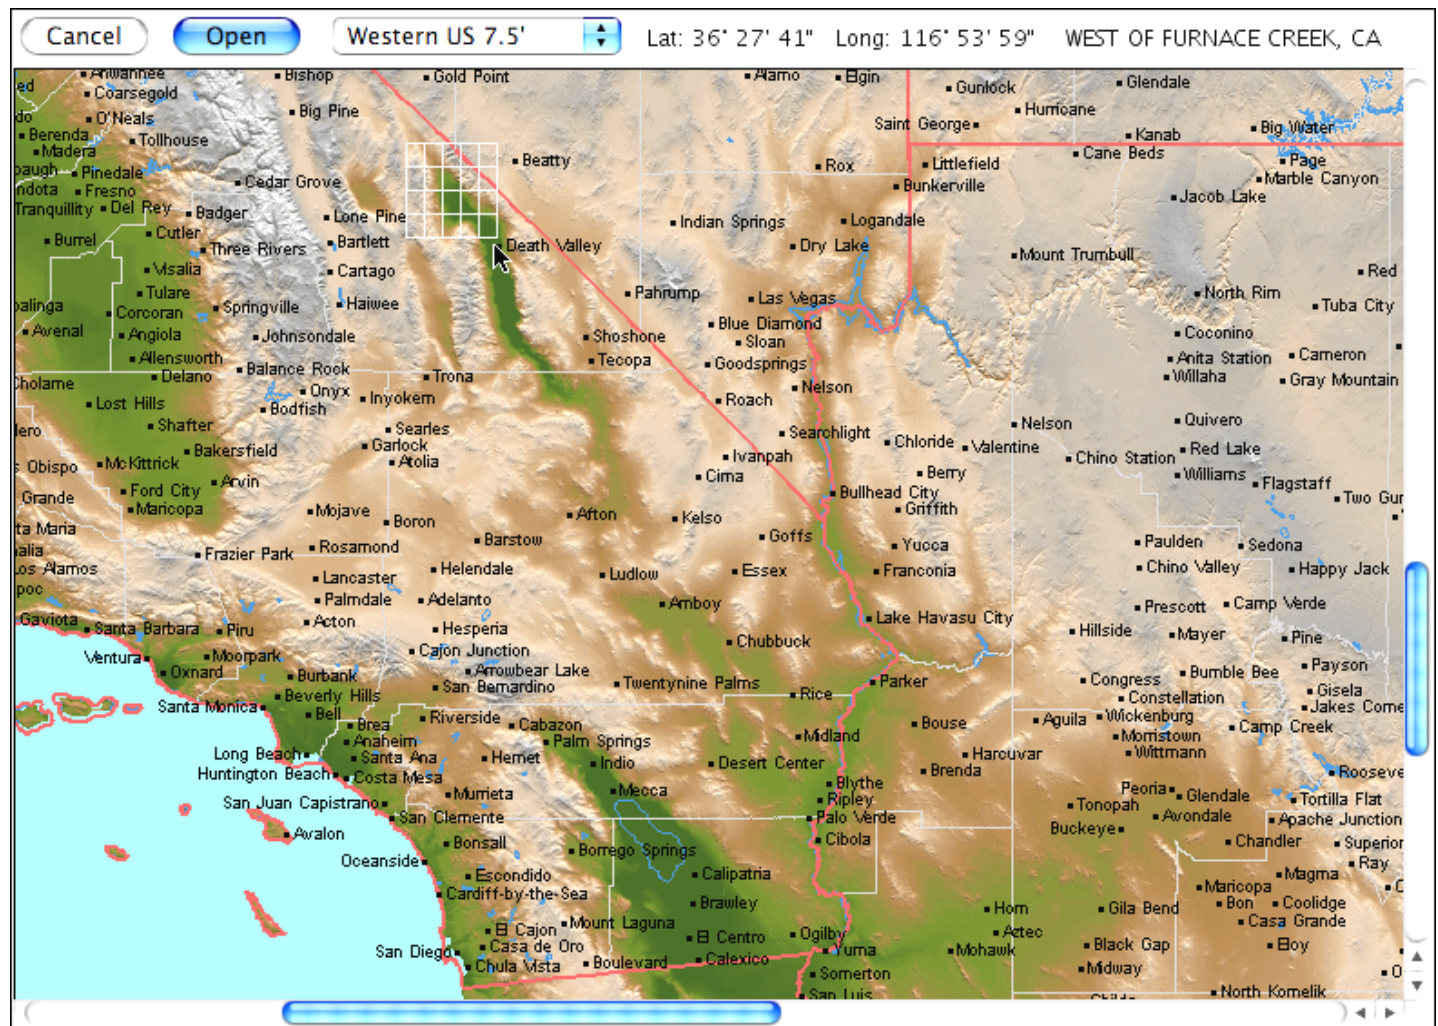 Cancel Open Western US 7.5' Lat: 36° 27' 41" Long: 116° 53' 59" WEST OF FURNACE CREEK, CA
Ahwahnee Bishop Gold Point Alamo Elgin
Coarsegold Gunlock Glendale
O'Neals Big Pine Hurricane
Berenda Tollhouse Saint George Kanab Big Water
Madera Cane Beds
Pinedale Beatty Rox Littlefield Page
Fresno Cedar Grove Bunkerville Marble Canyon
Tranquillity Del Rey Badger Lone Pine Indian Springs Logandale Jacob Lake
Burrel Cutler Three Rivers Bartlett Death Valley Dry Lake Mount Trumbull
Visalia Cartago Red
Tulare Haiwee Pahrump Las Vegas North Rim
Corcoran Springville Tuba City
Avenal Angiola Johnsondale Shoshone Blue Diamond Coconino
Sloan
Allensworth Tecopa Goodsprings Anita Station Cameron
Cholame Delano Balance Rock Trona Willaha Gray Mountain
Lost Hills Onyx Inyokern Roach Nelson
Bodfish
Shafter Searles Searchlight Nelson Quivero
Bakersfield Garlock Chloride Valentine Red Lake
s Obispo McKittrick Atolia Ivanpah Chino Station
Grande Ford City Arvin Cima Berry Williams Flagstaff
Maricopa Bullhead City Two Gur
ta Maria Mojave Boron Afton Kelso Griffith
Frazier Park Rosamond Barstow Goffs Yucca Paulden Sedona
Los Alamos Lancaster Helendale Ludlow Essex Franconia Chino Valley Happy Jack
poc Palmdale Adelanto Amboy Prescott Camp Verde
Gaviota Santa Barbara Piru Acton Hesperia Chubbuck Lake Havasu City Hillside Mayer Pine
Ventura Moorpark Cajon Junction
Oxnard Burbank Arrowbear Lake Bumble Bee Payson
San Bernardino Twentynine Palms Rice Parker Congress
Santa Monica Beverly Hills Constellation Gisela
Bell Brea Riverside Cabazon Bouse Aguila Wickenburg Jakes Corne
Anaheim Palm Springs Midland Morristown Camp Creek
Long Beach Santa Ana Hemet Indio Desert Center Harcuvar Wittmann
Huntington Beach Costa Mesa Brenda Rooseve
Murrieta Mecca Blythe Peoria Glendale
San Juan Capistrano Ripley Tonopah Tortilla Flat
San Clemente Palo Verde Avondale Apache Junction
Avalon Bonsall Borrego Springs Cibola Buckeye Chandler Superior
Oceanside Escondido Calipatria Ray
Cardiff-by-the-Sea Maricopa Magma
Brawley Horn Gila Bend Bon Coolidge
El Cajon Mount Laguna El Centro Ogilby Aztec Casa Grande
San Diego Casa de Oro Yuma Mohawk Black Gap Eloy
Chula Vista Boulevard Calexico Somerton Midway
San Luis North Komelik